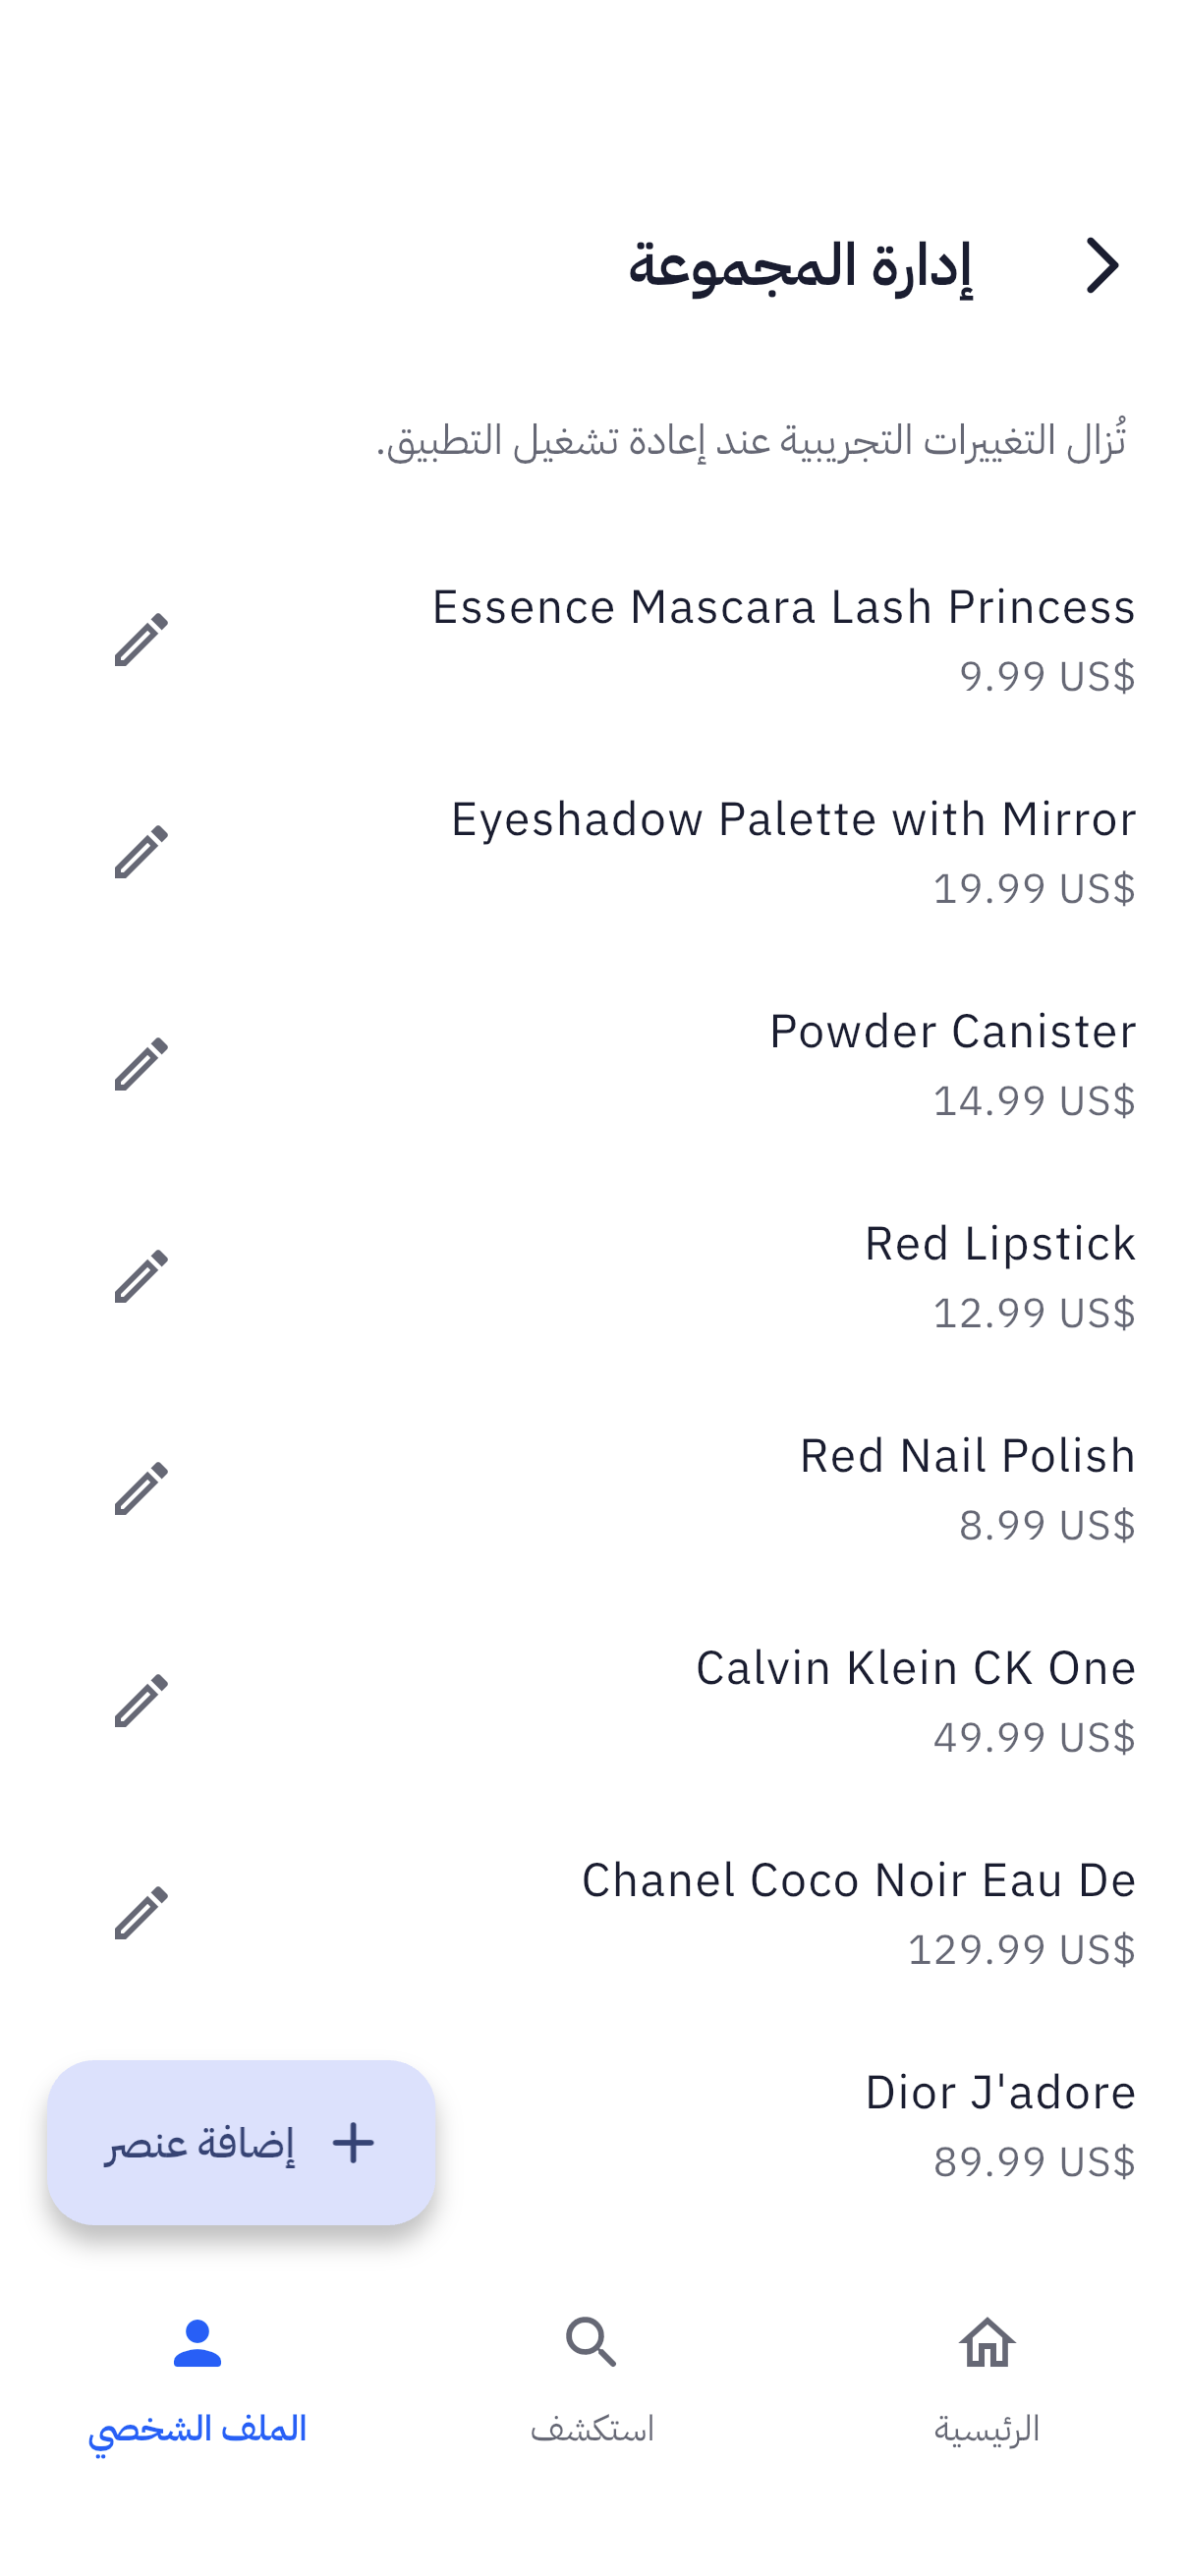 إدارة المجموعة
تُزال التغييرات التجريبية عند إعادة تشغيل التطبيق.
Essence Mascara Lash Princess
9.99 US$
Eyeshadow Palette with Mirror
19.99 US$
Powder Canister
14.99 US$
Red Lipstick
12.99 US$
Red Nail Polish
8.99 US$
Calvin Klein CK One
49.99 US$
Chanel Coco Noir Eau De
129.99 US$
Dior J'adore
89.99 US$
إضافة عنصر
الرئيسية
استكشف
الملف الشخصي